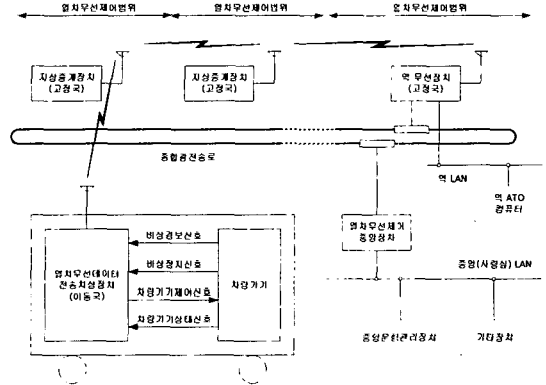 열차무선제어범위
열차무선제어범위
열차무선제어범위
지상중계장치
(고정국)
지상중계장치
(고정국)
역 무선장치
(고정국)
종합광전송로
역 LAN
역 ATO
컴퓨터
열차무선제어
중앙장치
중앙(사령실) LAN
비상경보신호
비상정지신호
차량기기제어신호
차량기기상태신호
열차무선데이터
전송차상장치
(이동국)
차량기기
중앙운행관리장치
기타장치